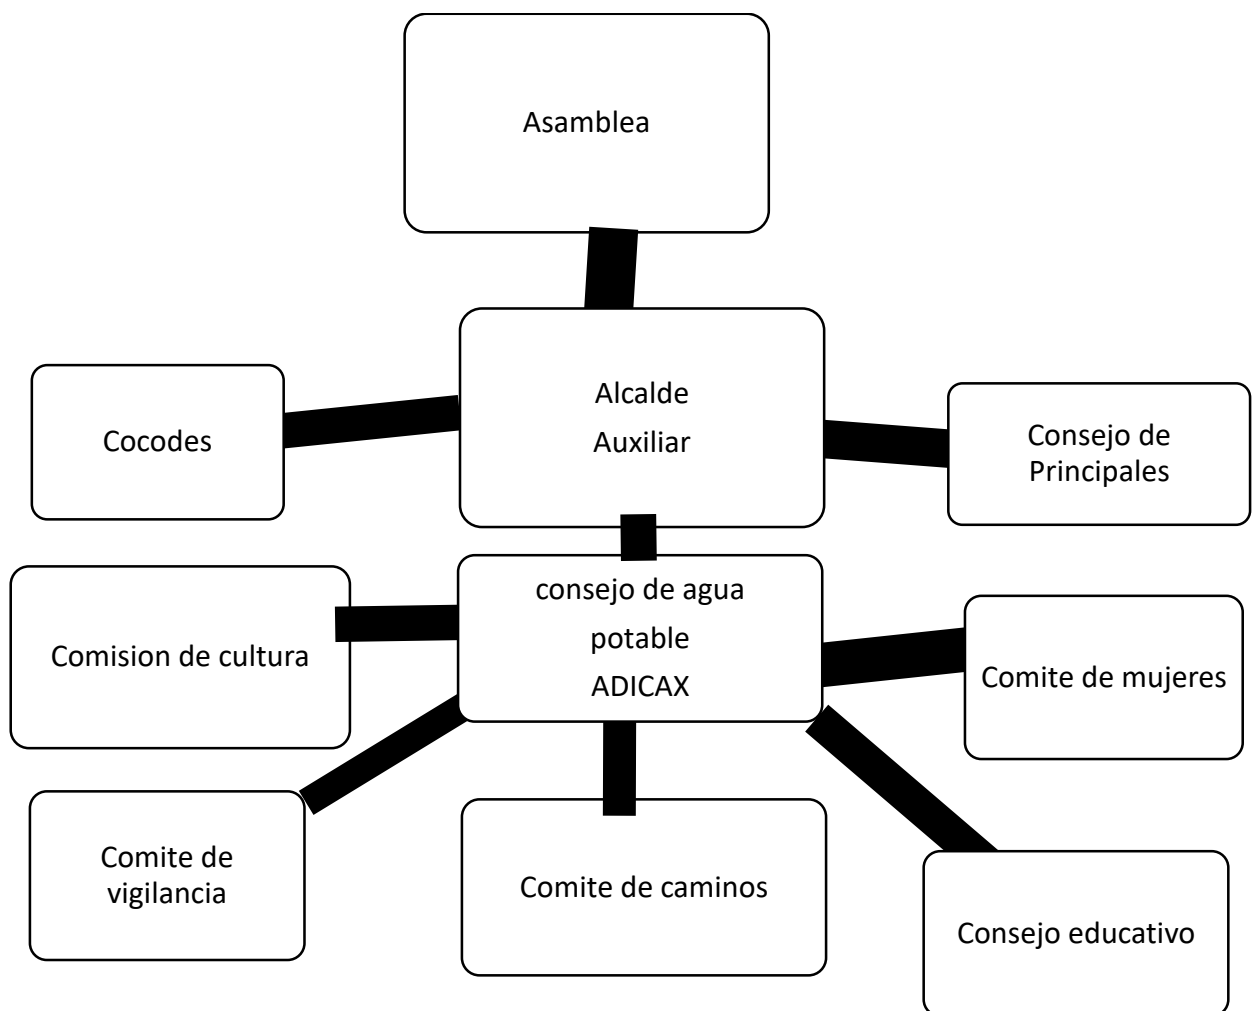 Asamblea
Alcalde
Auxiliar
Cocodes
Consejo de
Principales
consejo de agua
potable
ADICAX
Comision de cultura
Comite de mujeres
Comite de
vigilancia
Comite de caminos
Consejo educativo